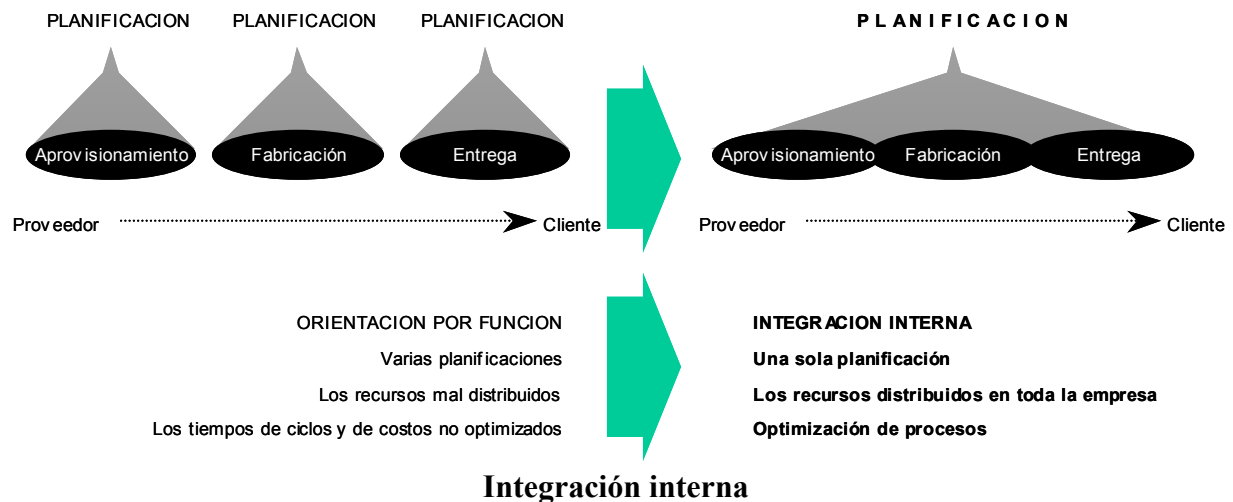 PLANIFICACION PLANIFICACION PLANIFICACION
PLANIFICACION
Aprovisionamiento Fabricación Entrega
Aprovisionamiento Fabricación Entrega
Proveedor Cliente
Proveedor Cliente
ORIENTACION POR FUNCION
Varias planificaciones
Los recursos mal distribuidos
Los tiempos de ciclos y de costos no optimizados
INTEGRACION INTERNA
Una sola planificación
Los recursos distribuidos en toda la empresa
Optimización de procesos
Integración interna